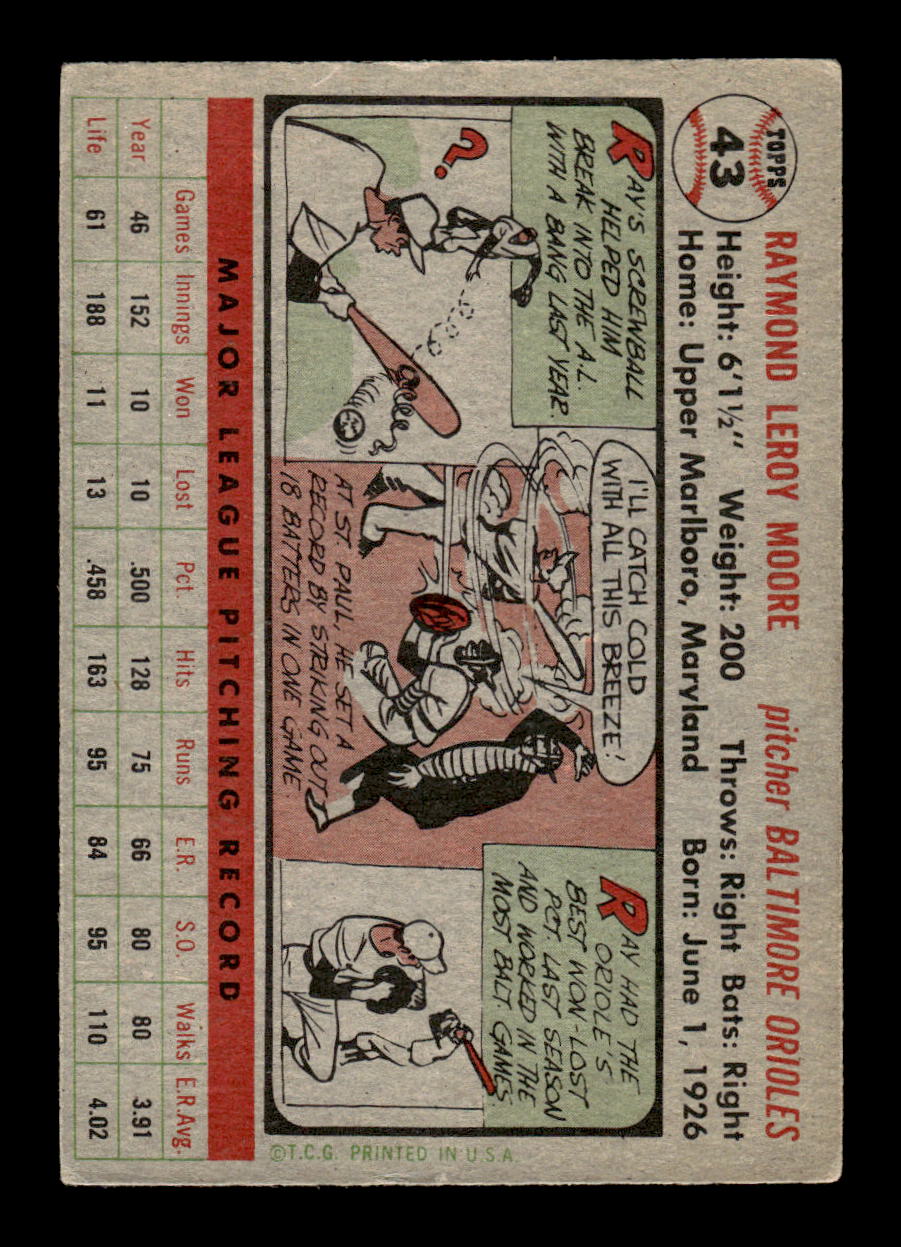 TOPPS
43
RAYMOND LEROY MOORE pitcher BALTIMORE ORIOLES
Height: 6'1½" Weight: 200 Throws: Right Bats: Right
Home: Upper Marlboro, Maryland Born: June 1, 1926
RAY'S SCREWBALL
HELPED HIM
BREAK INTO THE A.L.
WITH A BANG LAST YEAR.
?
I'LL CATCH COLD
WITH ALL THIS BREEZE!
AT ST. PAUL, HE SET A
RECORD BY STRIKING OUT
18 BATTERS IN ONE GAME
RAY HAD THE
ORIOLE'S
BEST WON-LOST
PCT. LAST SEASON
AND WORKED IN THE
MOST BALT. GAMES.
©T.C.G. PRINTED IN U.S.A.
MAJOR LEAGUE PITCHING RECORD
Games Innings Won Lost Pct. Hits Runs E.R. S.O. Walks E.R.Avg.
Year 46 152 10 10 .500 128 75 66 80 80 3.91
Life 61 188 11 13 .458 163 95 84 95 110 4.02